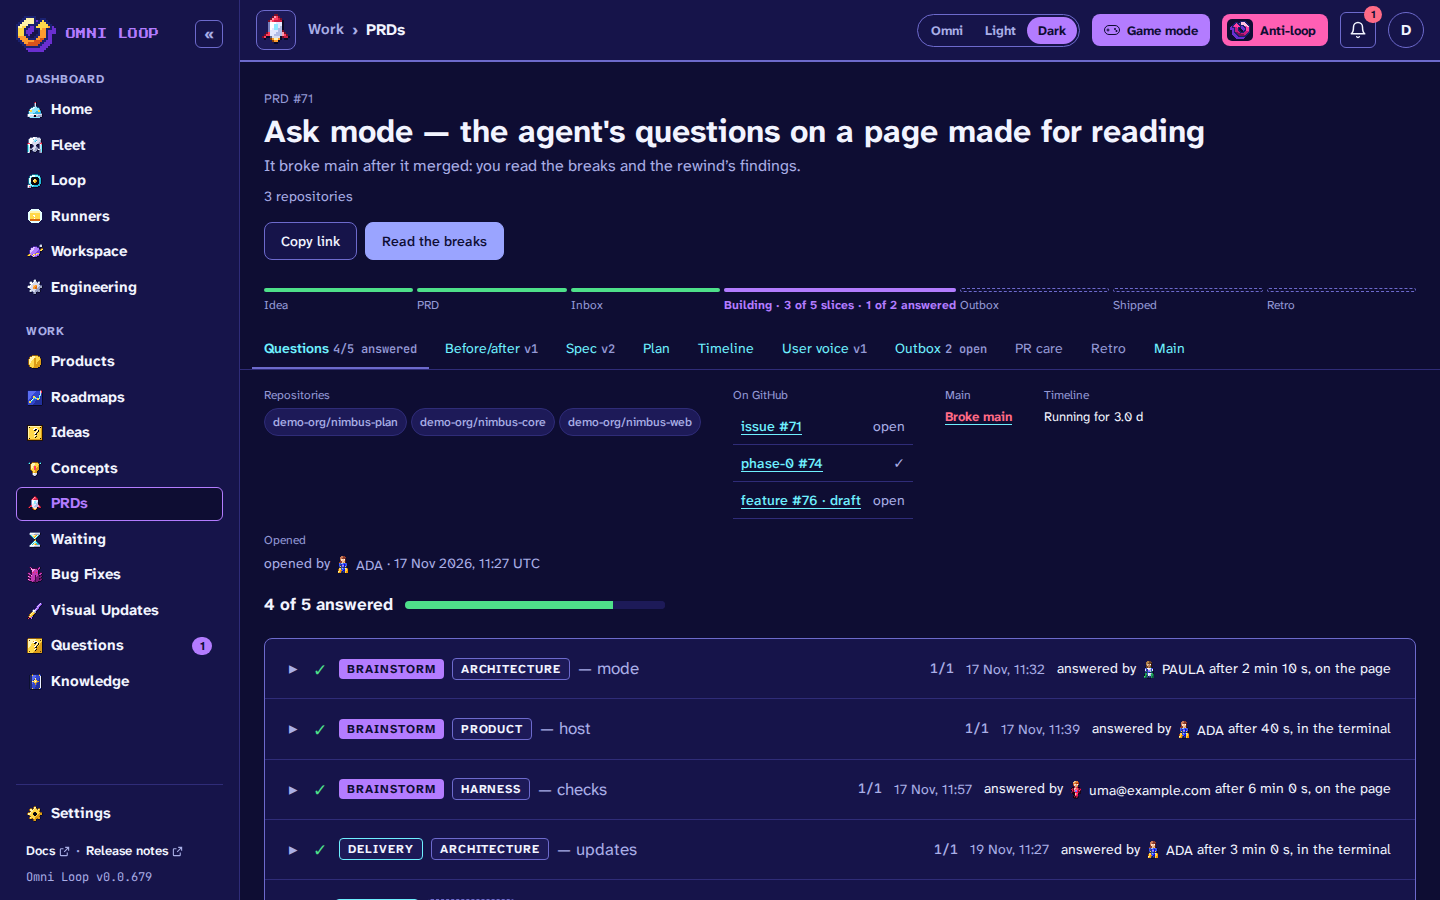 OMNI LOOP
«
Work › PRDs
Omni Light Dark
Game mode
Anti-loop
1
D
DASHBOARD
Home
Fleet
Loop
Runners
Workspace
Engineering
WORK
Products
Roadmaps
Ideas
Concepts
PRDs
Waiting
Bug Fixes
Visual Updates
Questions 1
Knowledge
Settings
Docs · Release notes
Omni Loop v0.0.679
PRD #71
Ask mode — the agent's questions on a page made for reading
It broke main after it merged: you read the breaks and the rewind's findings.
3 repositories
Copy link
Read the breaks
Idea PRD Inbox Building · 3 of 5 slices · 1 of 2 answered Outbox Shipped Retro
Questions 4/5 answered Before/after v1 Spec v2 Plan Timeline User voice v1 Outbox 2 open PR care Retro Main
Repositories
demo-org/nimbus-plan demo-org/nimbus-core demo-org/nimbus-web
On GitHub
issue #71 open
phase-0 #74 ✓
feature #76 · draft open
Main
Broke main
Timeline
Running for 3.0 d
Opened
opened by ADA · 17 Nov 2026, 11:27 UTC
4 of 5 answered
▶ ✓ BRAINSTORM ARCHITECTURE — mode 1/1 17 Nov, 11:32 answered by PAULA after 2 min 10 s, on the page
▶ ✓ BRAINSTORM PRODUCT — host 1/1 17 Nov, 11:39 answered by ADA after 40 s, in the terminal
▶ ✓ BRAINSTORM HARNESS — checks 1/1 17 Nov, 11:57 answered by uma@example.com after 6 min 0 s, on the page
▶ ✓ DELIVERY ARCHITECTURE — updates 1/1 19 Nov, 11:27 answered by ADA after 3 min 0 s, in the terminal